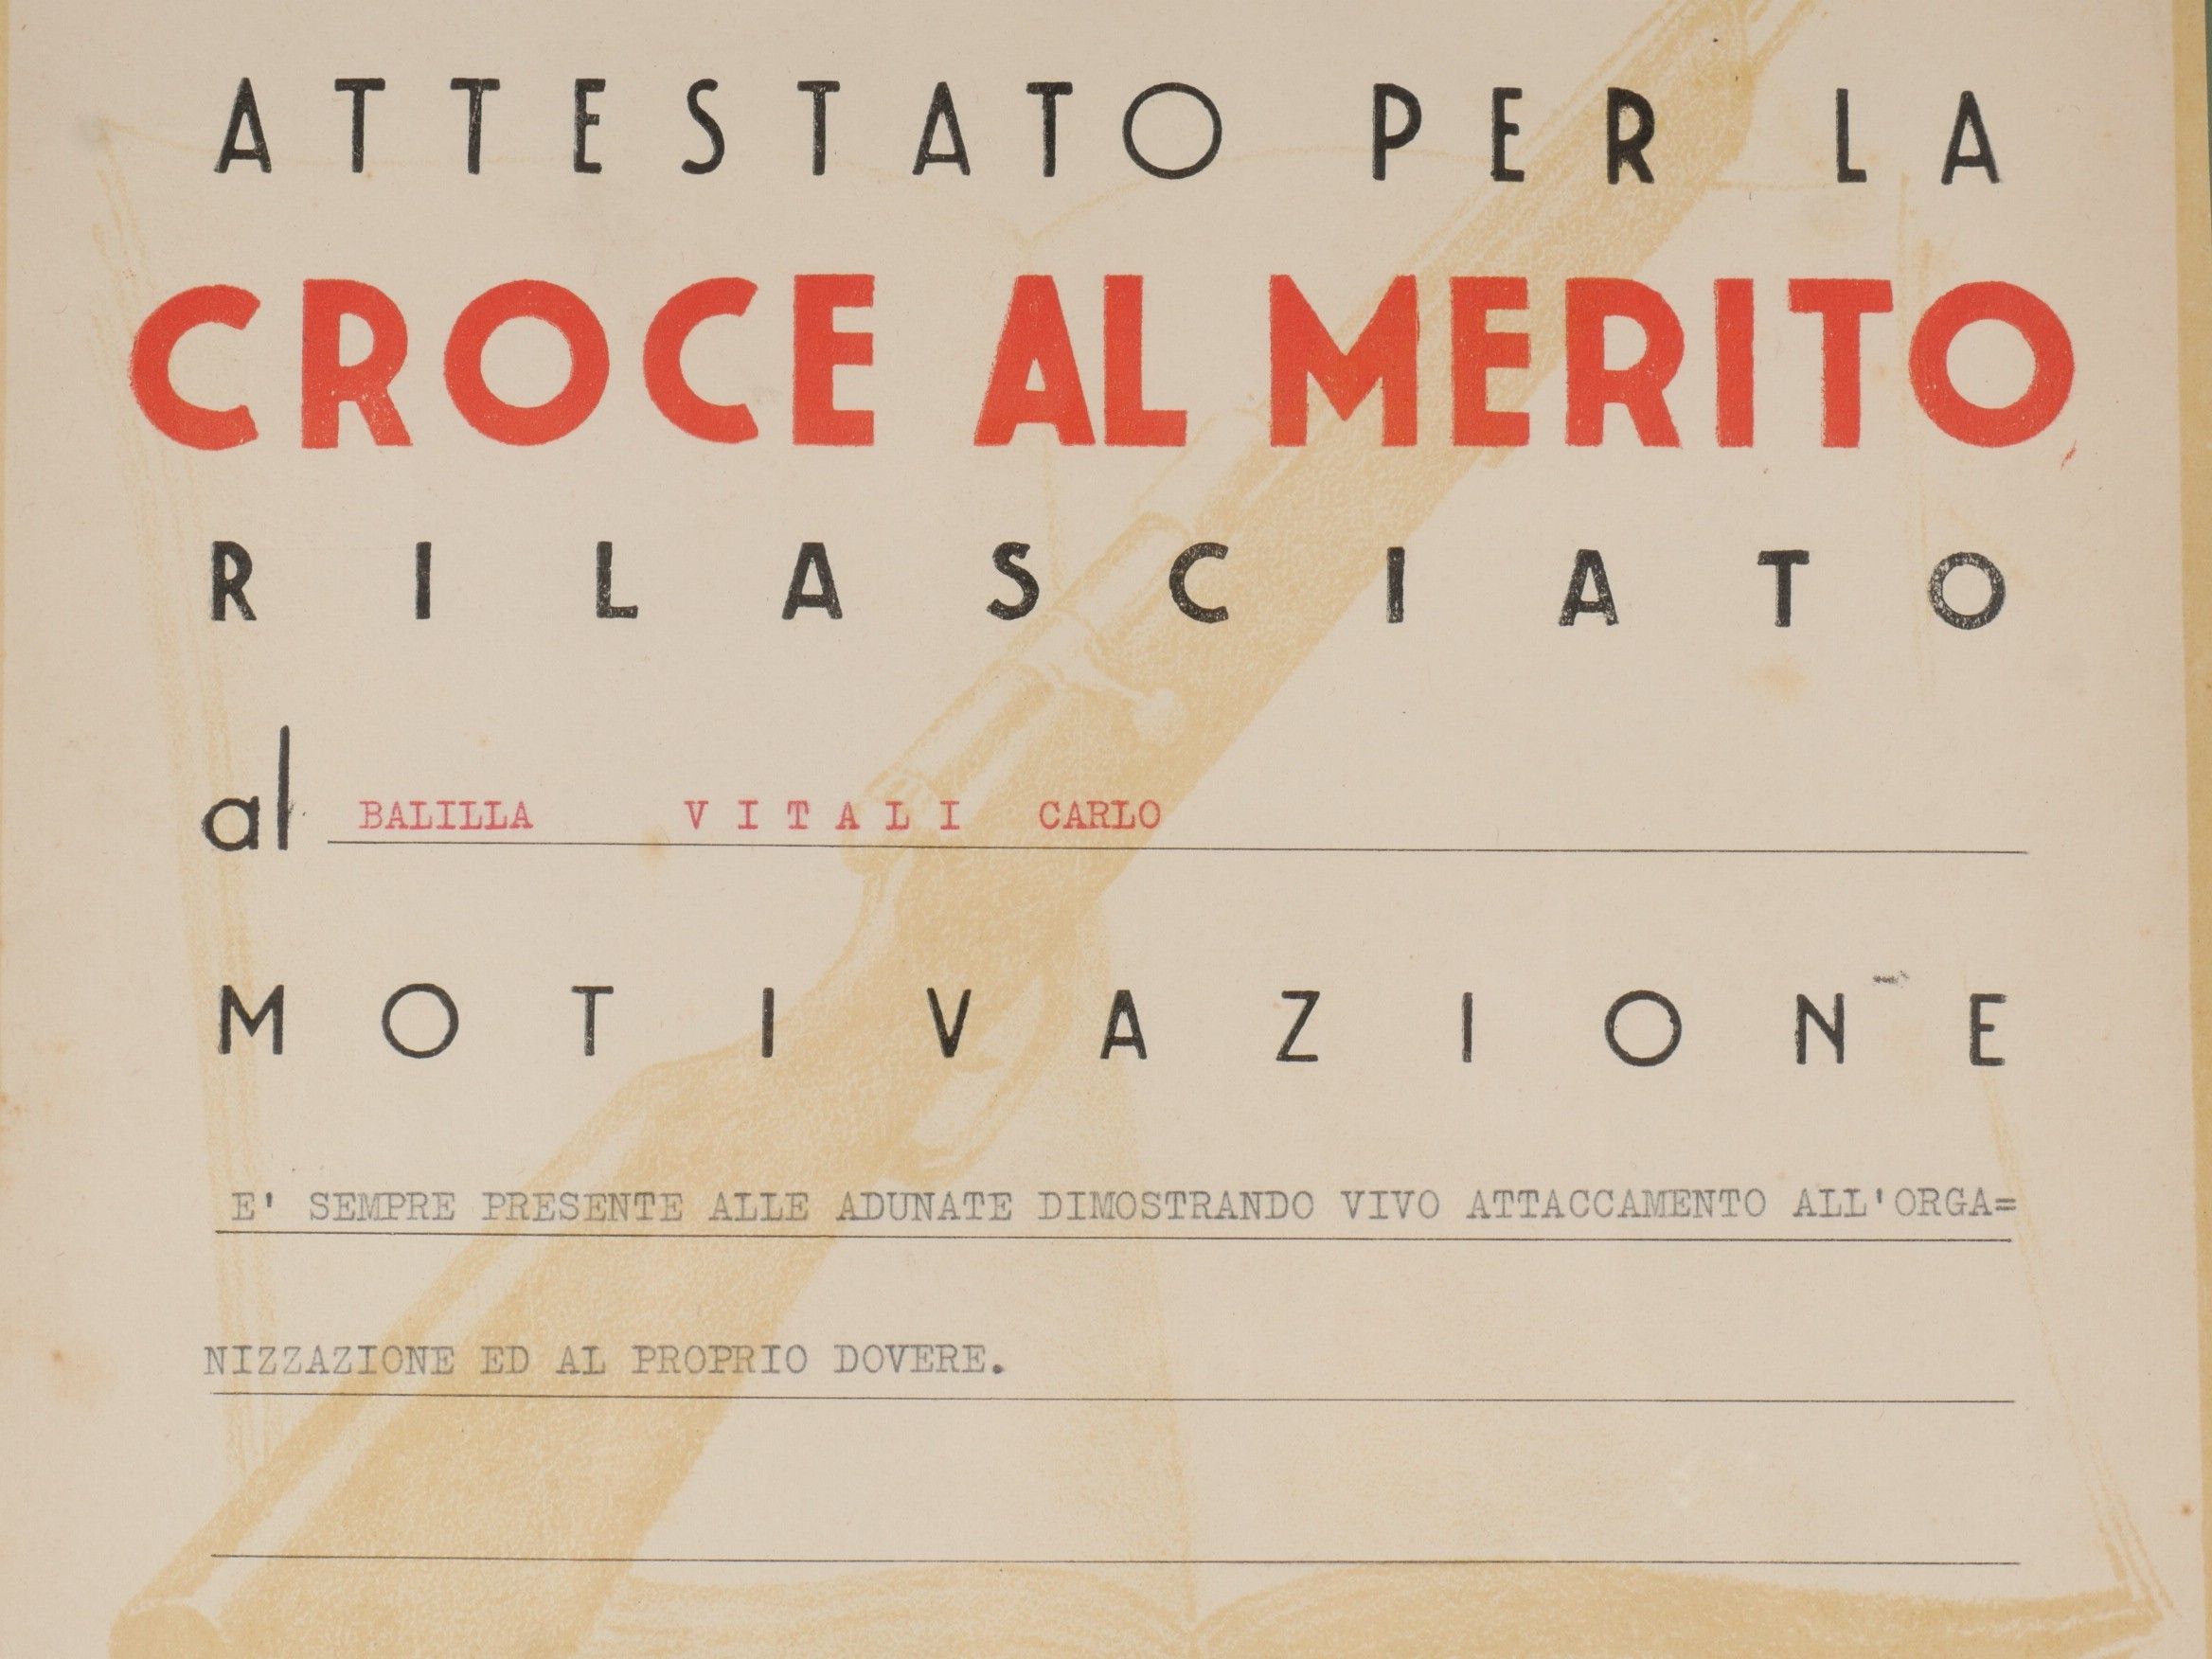 ATTESTATO PER LA
CROCE AL MERITO
RILASCIATO
al BALILLA VITALI CARLO
MOTIVAZIONE
E' SEMPRE PRESENTE ALLE ADUNATE DIMOSTRANDO VIVO ATTACCAMENTO ALL'ORGA=
NIZZAZIONE ED AL PROPRIO DOVERE.